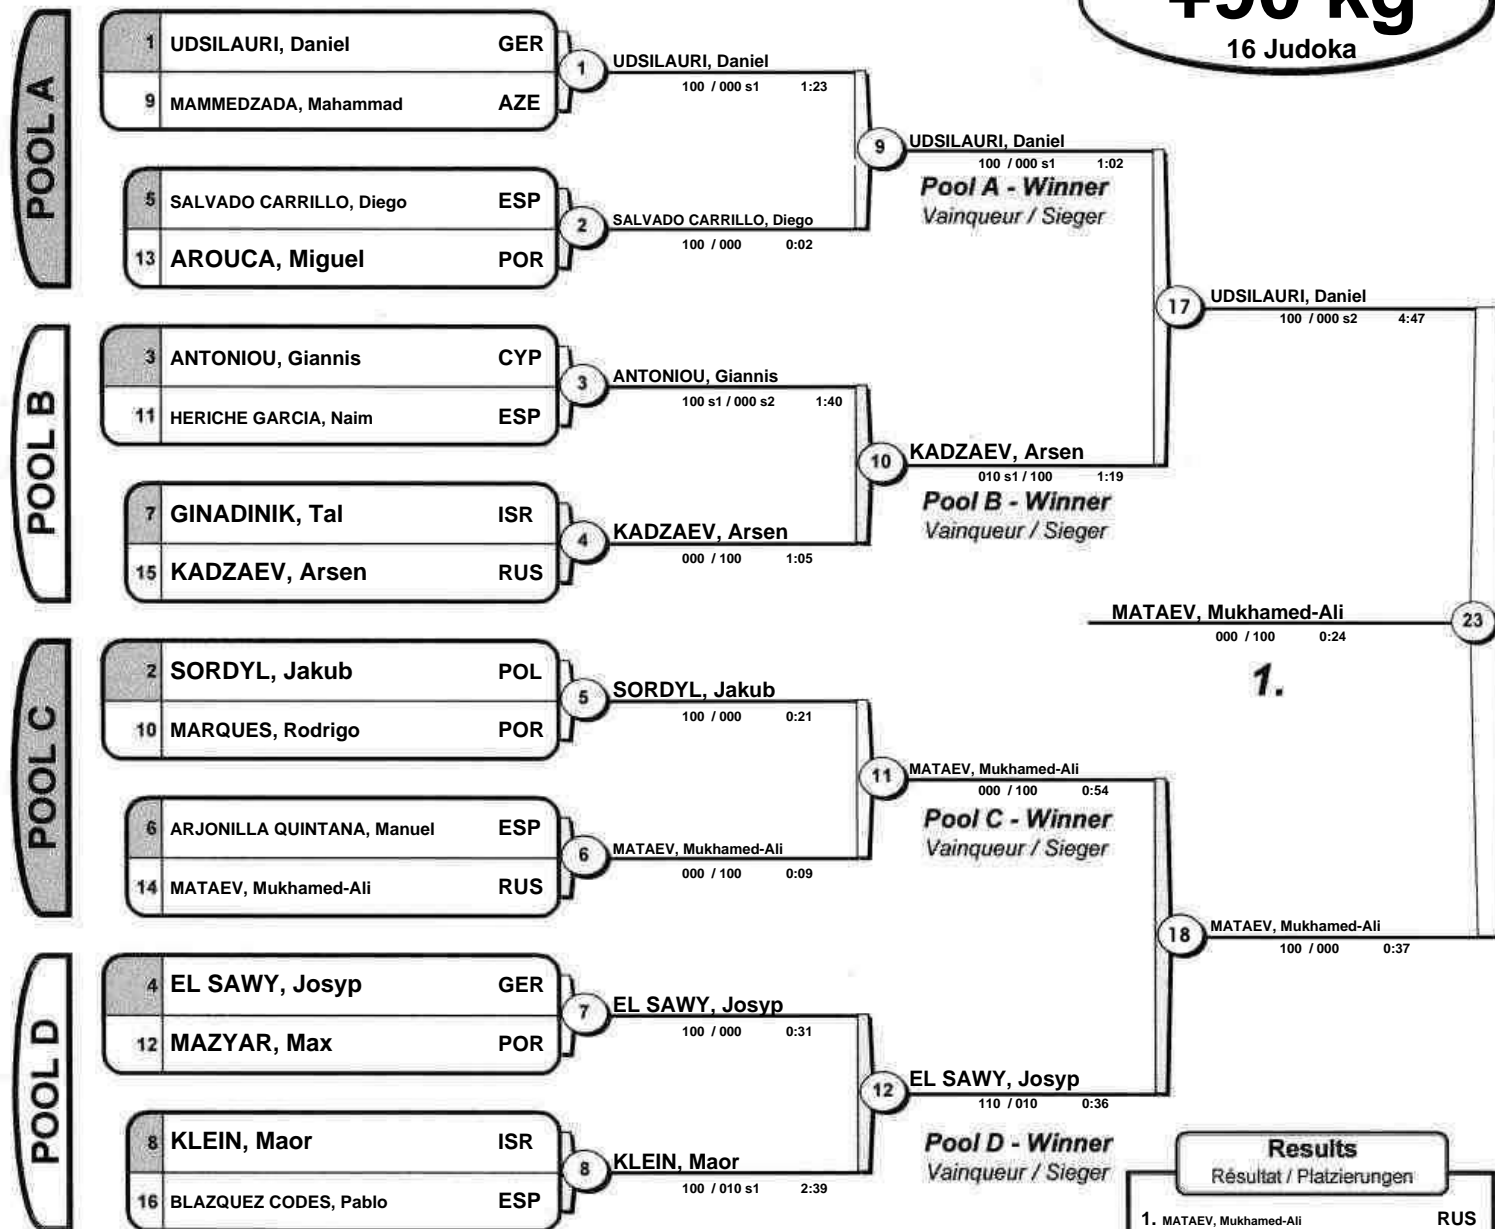 +90 kg
16 Judoka
POOL A
1 UDSILAURI, Daniel GER
9 MAMMEDZADA, Mahammad AZE
1
UDSILAURI, Daniel
100 / 000 s1 1:23
5 SALVADO CARRILLO, Diego ESP
13 AROUCA, Miguel POR
2
SALVADO CARRILLO, Diego
100 / 000 0:02
9
UDSILAURI, Daniel
100 / 000 s1 1:02
Pool A - Winner
Vainqueur / Sieger
POOL B
3 ANTONIOU, Giannis CYP
11 HERICHE GARCIA, Naim ESP
3
ANTONIOU, Giannis
100 s1 / 000 s2 1:40
7 GINADINIK, Tal ISR
15 KADZAEV, Arsen RUS
4
KADZAEV, Arsen
000 / 100 1:05
10
KADZAEV, Arsen
010 s1 / 100 1:19
Pool B - Winner
Vainqueur / Sieger
17
UDSILAURI, Daniel
100 / 000 s2 4:47
MATAEV, Mukhamed-Ali
000 / 100 0:24
23
1.
POOL C
2 SORDYL, Jakub POL
10 MARQUES, Rodrigo POR
5
SORDYL, Jakub
100 / 000 0:21
6 ARJONILLA QUINTANA, Manuel ESP
14 MATAEV, Mukhamed-Ali RUS
6
MATAEV, Mukhamed-Ali
000 / 100 0:09
11
MATAEV, Mukhamed-Ali
000 / 100 0:54
Pool C - Winner
Vainqueur / Sieger
18
MATAEV, Mukhamed-Ali
100 / 000 0:37
POOL D
4 EL SAWY, Josyp GER
12 MAZYAR, Max POR
7
EL SAWY, Josyp
100 / 000 0:31
8 KLEIN, Maor ISR
16 BLAZQUEZ CODES, Pablo ESP
8
KLEIN, Maor
100 / 010 s1 2:39
12
EL SAWY, Josyp
110 / 010 0:36
Pool D - Winner
Vainqueur / Sieger
Results
Résultat / Platzierungen
1. MATAEV, Mukhamed-Ali RUS